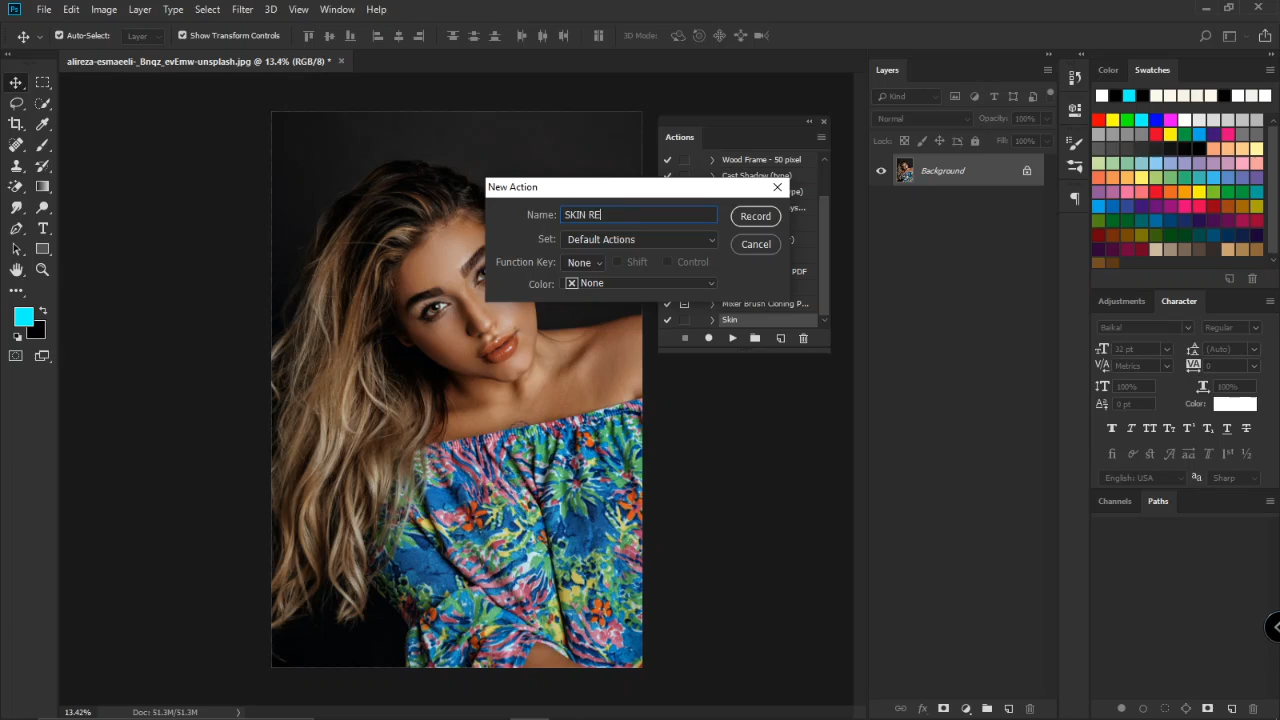 Ps File Edit Image Layer Type Select Filter 3D View Window Help
Auto-Select: Layer Show Transform Controls 3D Mode:
alireza-esmaeeli-_Bnqz_evEmw-unsplash.jpg @ 13.4% (RGB/8) *
Actions
Wood Frame - 50 pixel
Cast Shadow (type)
New Action
Name: SKIN RE
Record
Set: Default Actions
Cancel
Function Key: None Shift Control
Color: None
PDF
Mixer Brush Cloning P...
Skin
Layers
Kind
Normal Opacity: 100%
Lock: Fill: 100%
Background
Color Swatches
Adjustments Character
Baikal Regular
32 pt (Auto)
Metrics 0
100% 100%
0 pt Color:
English: USA Sharp
Channels Paths
13.42% Doc: 51.3M/51.3M